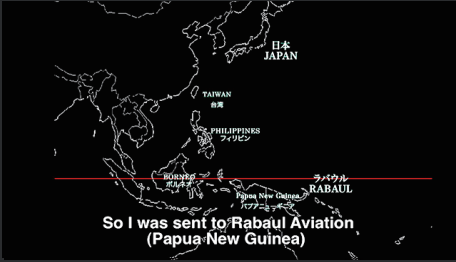 日本
JAPAN
TAIWAN
台湾
PHILIPPINES
フィリピン
BORNEO
ボルネオ
ラバウル
RABAUL
Papua New Guinea
パプアニューギニア
So I was sent to Rabaul Aviation
(Papua New Guinea)